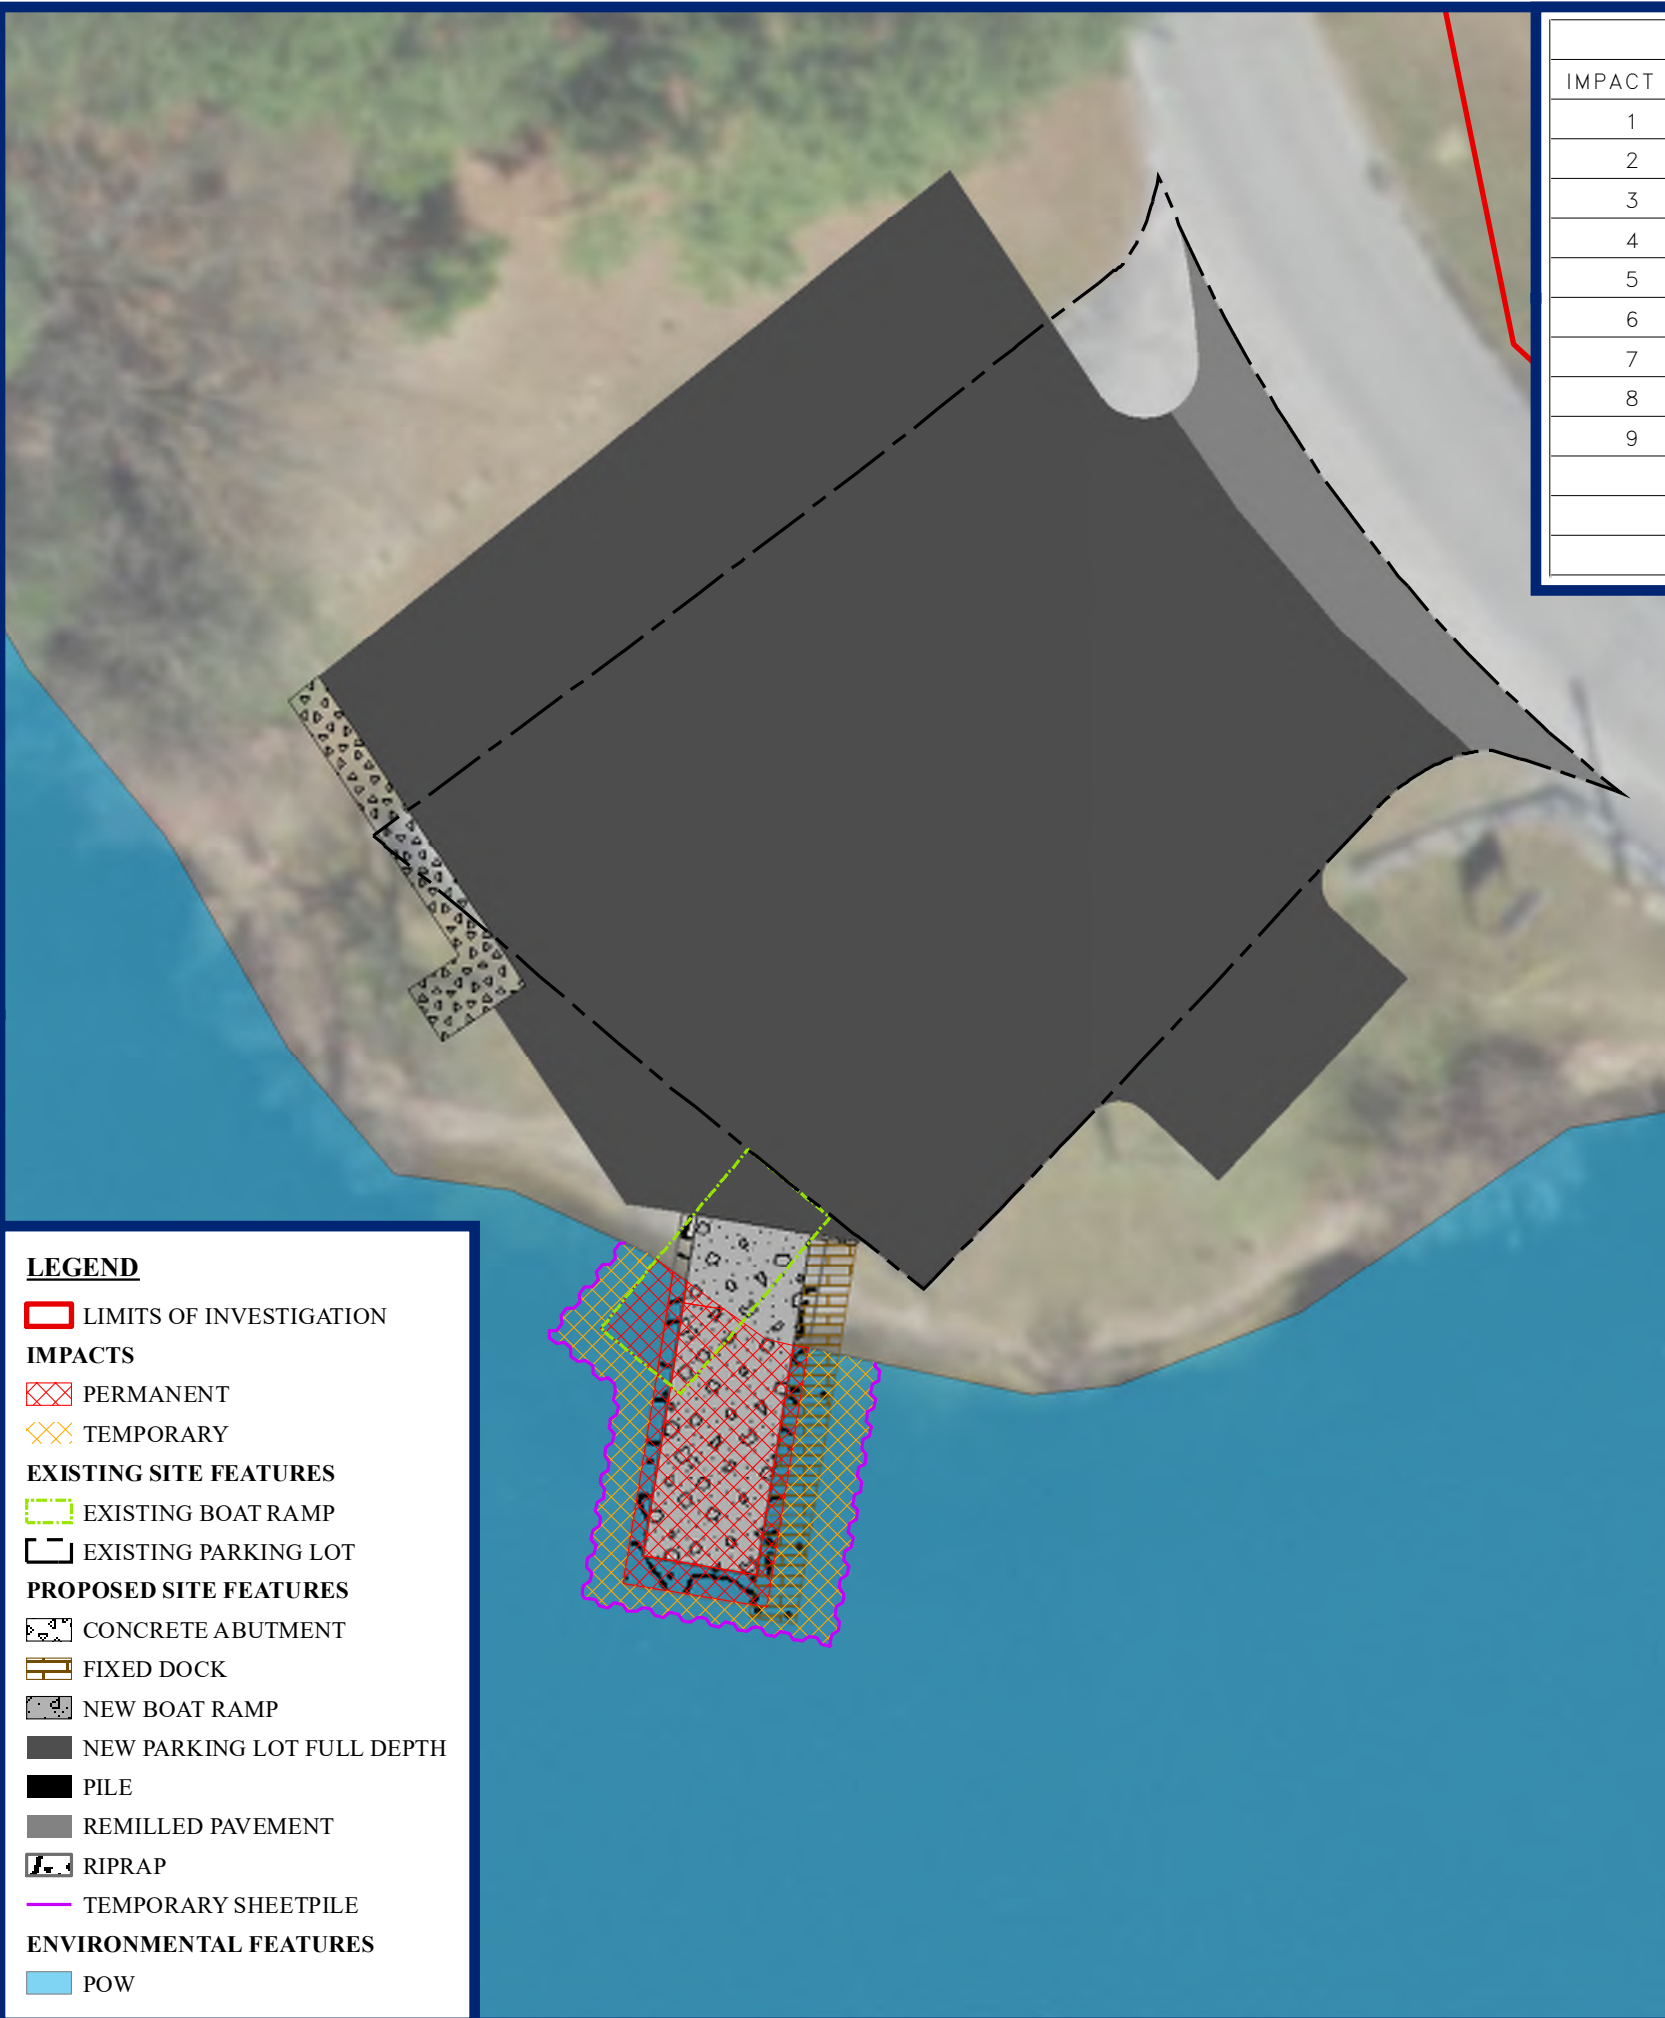 IMPACT
1
2
3
4
5
6
7
8
9
LEGEND
LIMITS OF INVESTIGATION
IMPACTS
PERMANENT
TEMPORARY
EXISTING SITE FEATURES
EXISTING BOAT RAMP
EXISTING PARKING LOT
PROPOSED SITE FEATURES
CONCRETE ABUTMENT
FIXED DOCK
NEW BOAT RAMP
NEW PARKING LOT FULL DEPTH
PILE
REMILLED PAVEMENT
RIPRAP
TEMPORARY SHEETPILE
ENVIRONMENTAL FEATURES
POW